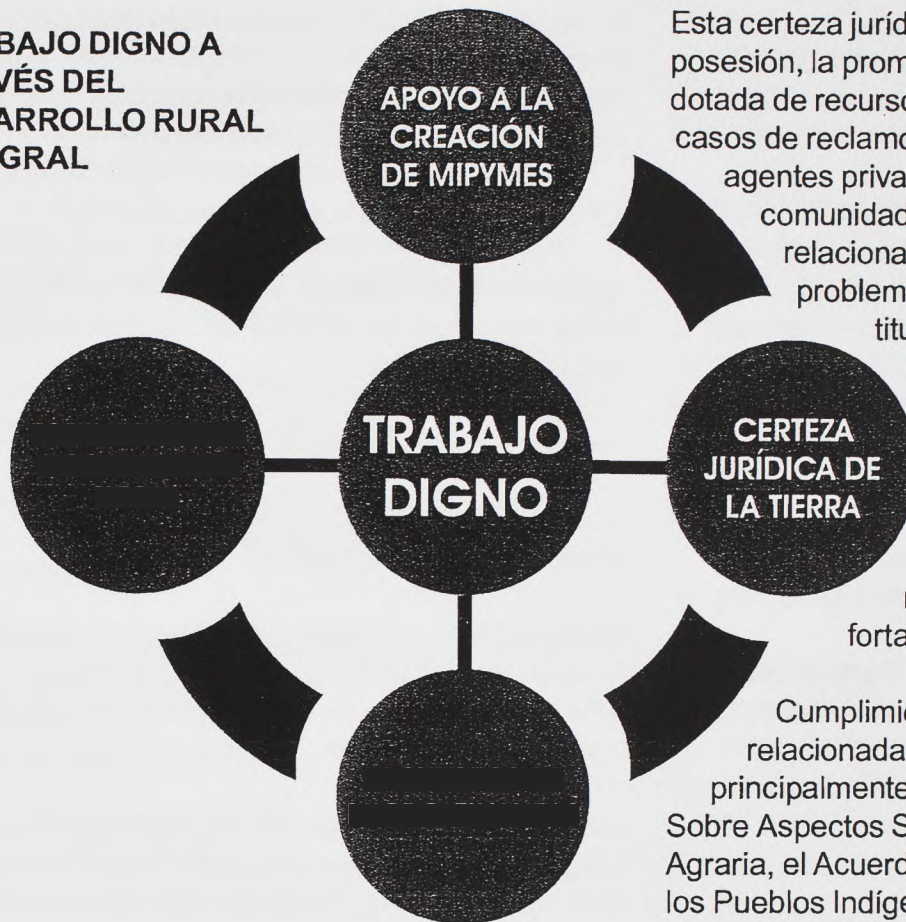 BAJO DIGNO A
VÉS DEL
ARROLLO RURAL
GRAL
APOYO A LA
CREACIÓN
DE MIPYMES
TRABAJO
DIGNO
CERTEZA
JURÍDICA DE
LA TIERRA
Esta certeza juríd
posesión, la prom
dotada de recurso
casos de reclamo
agentes priva
comunidad
relaciona
problem
titu
forta
Cumplimie
relacionada
principalmente
Sobre Aspectos S
Agraria, el Acuerd
los Pueblos Indíge